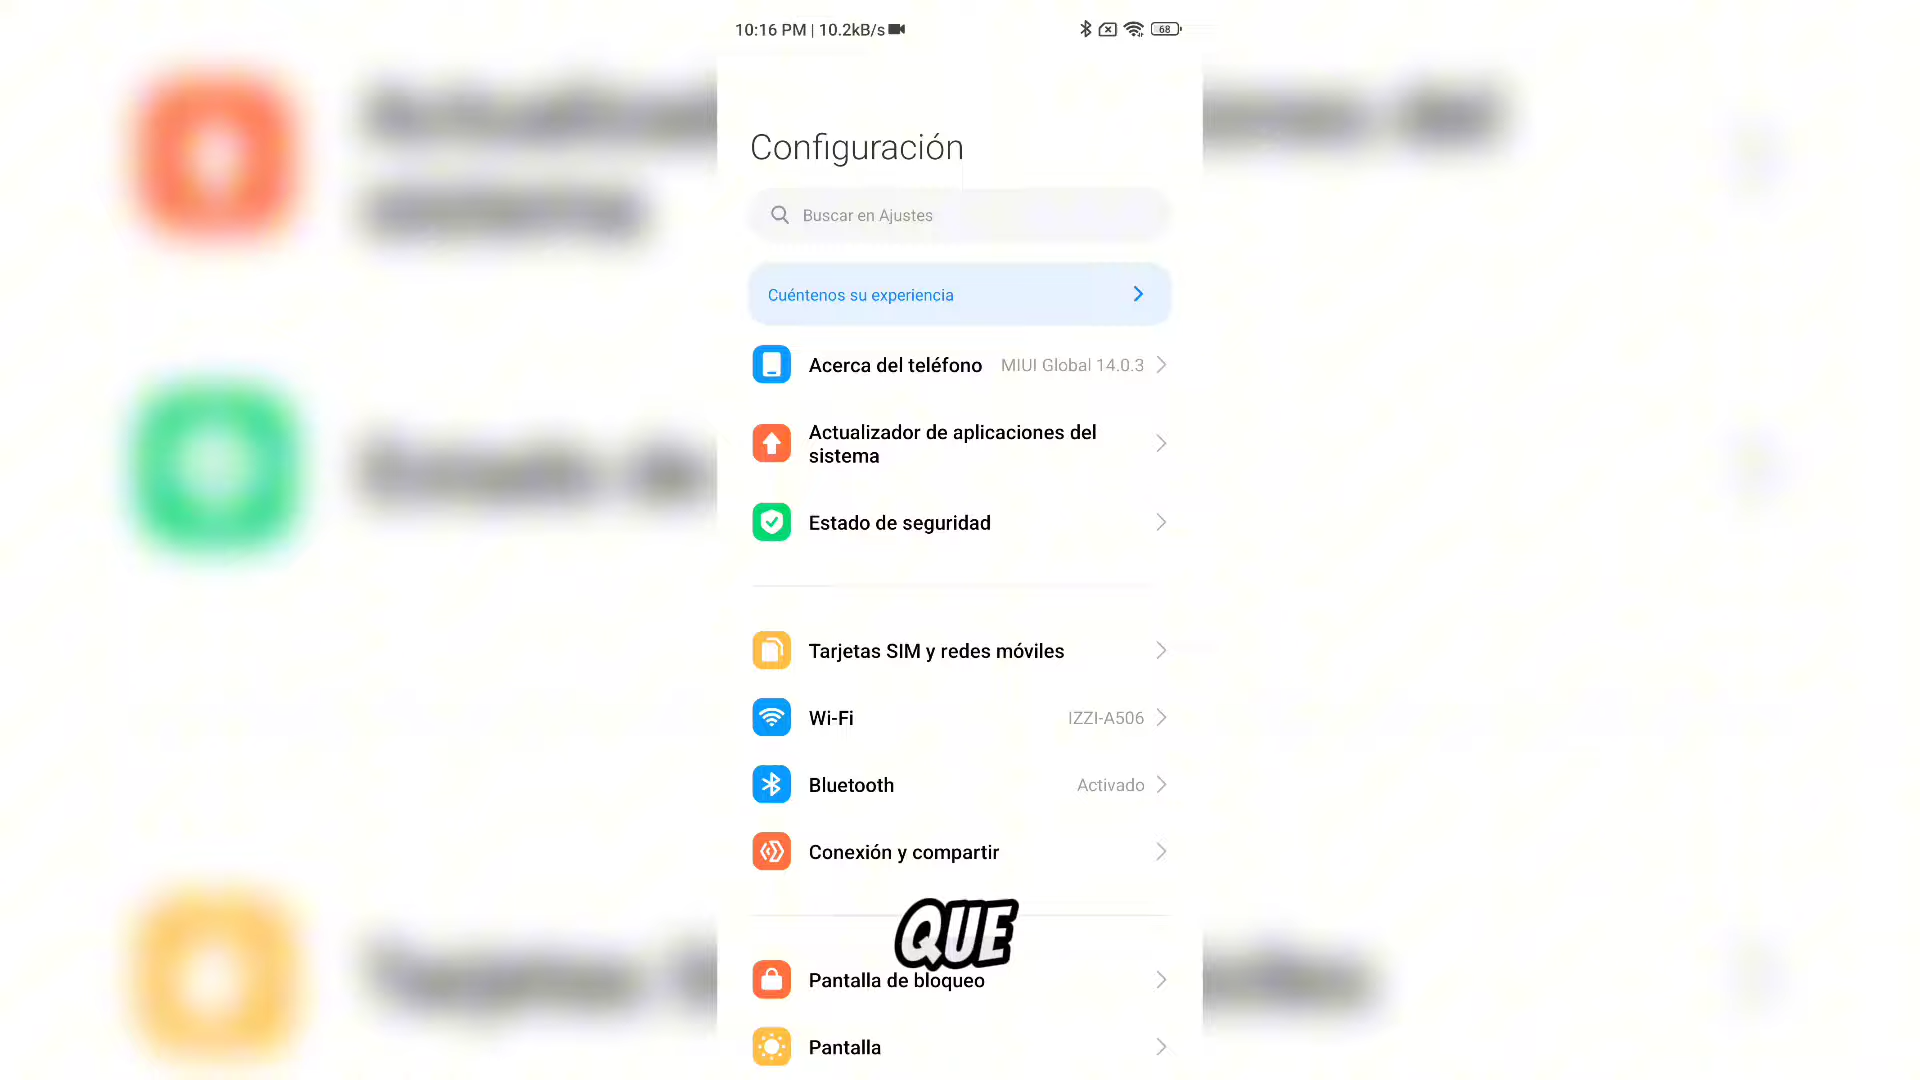 10:16 PM | 10.2kB/s
68
Configuración
Buscar en Ajustes
Cuéntenos su experiencia
Acerca del teléfono MIUI Global 14.0.3
Actualizador de aplicaciones del
sistema
Estado de seguridad
Tarjetas SIM y redes móviles
Wi-Fi IZZI-A506
Bluetooth Activado
Conexión y compartir
QUE
Pantalla de bloqueo
Pantalla